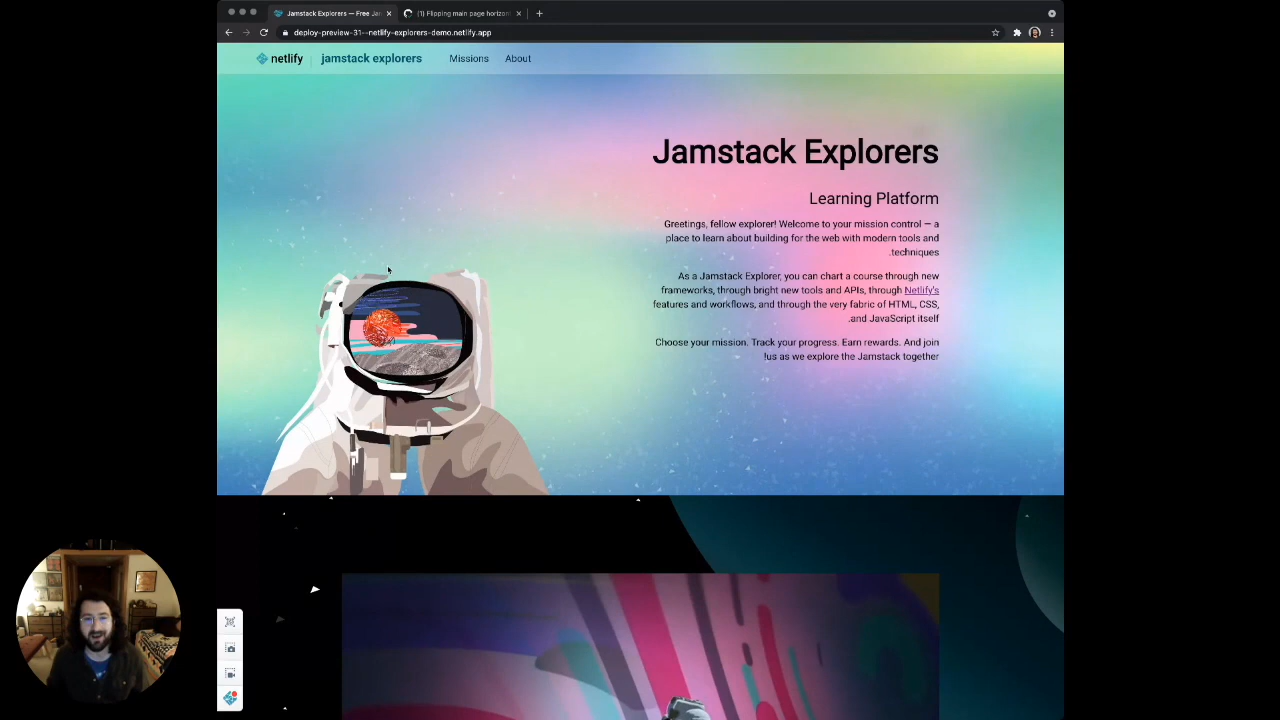 Jamstack Explorers — Free Jam
(1) Flipping main page horizont
deploy-preview-31--netlify-explorers-demo.netlify.app
netlify
jamstack explorers
Missions
About
Jamstack Explorers
Learning Platform
Greetings, fellow explorer! Welcome to your mission control — a
place to learn about building for the web with modern tools and
.techniques
As a Jamstack Explorer, you can chart a course through new
frameworks, through bright new tools and APIs, through Netlify's
features and workflows, and through the very fabric of HTML, CSS,
.and JavaScript itself
Choose your mission. Track your progress. Earn rewards. And join
!us as we explore the Jamstack together